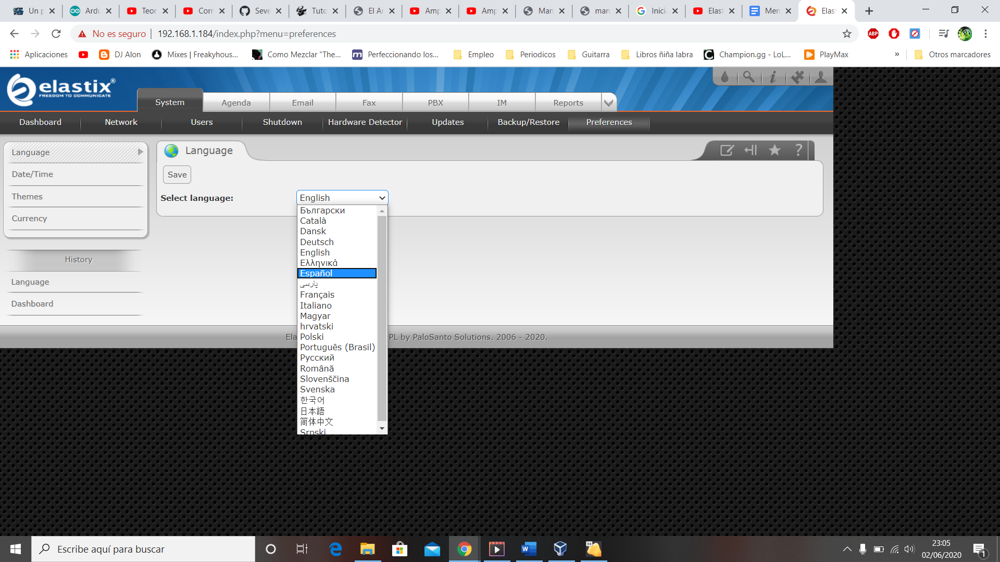 Un p
Ardu
Teor
Corr
Seve
Tuto
El Ar
Amp
Amp
Man
man
Inicia
Elast
Mem
Elast
No es seguro
192.168.1.184/index.php?menu=preferences
ABP
Aplicaciones
DJ Alon
Mixes | Freakyhous...
Como Mezclar "The...
Perfeccionando los...
Empleo
Periodicos
Guitarra
Libros ñiña labra
Champion.gg - LoL...
PlayMax
»
Otros marcadores
elastix®
FREEDOM TO COMMUNICATE
System
Agenda
Email
Fax
PBX
IM
Reports
Dashboard
Network
Users
Shutdown
Hardware Detector
Updates
Backup/Restore
Preferences
Language
Date/Time
Themes
Currency
History
Language
Dashboard
Language
?
Save
Select language:
English
Български
Català
Dansk
Deutsch
English
Ελληνικά
Español
پارسی
Français
Italiano
Magyar
hrvatski
Polski
Português (Brasil)
Русский
Română
Slovenščina
Svenska
한국어
日本語
简体中文
Srpski
Ela
PL by PaloSanto Solutions. 2006 - 2020.
Escribe aquí para buscar
64
23:05
02/06/2020
1